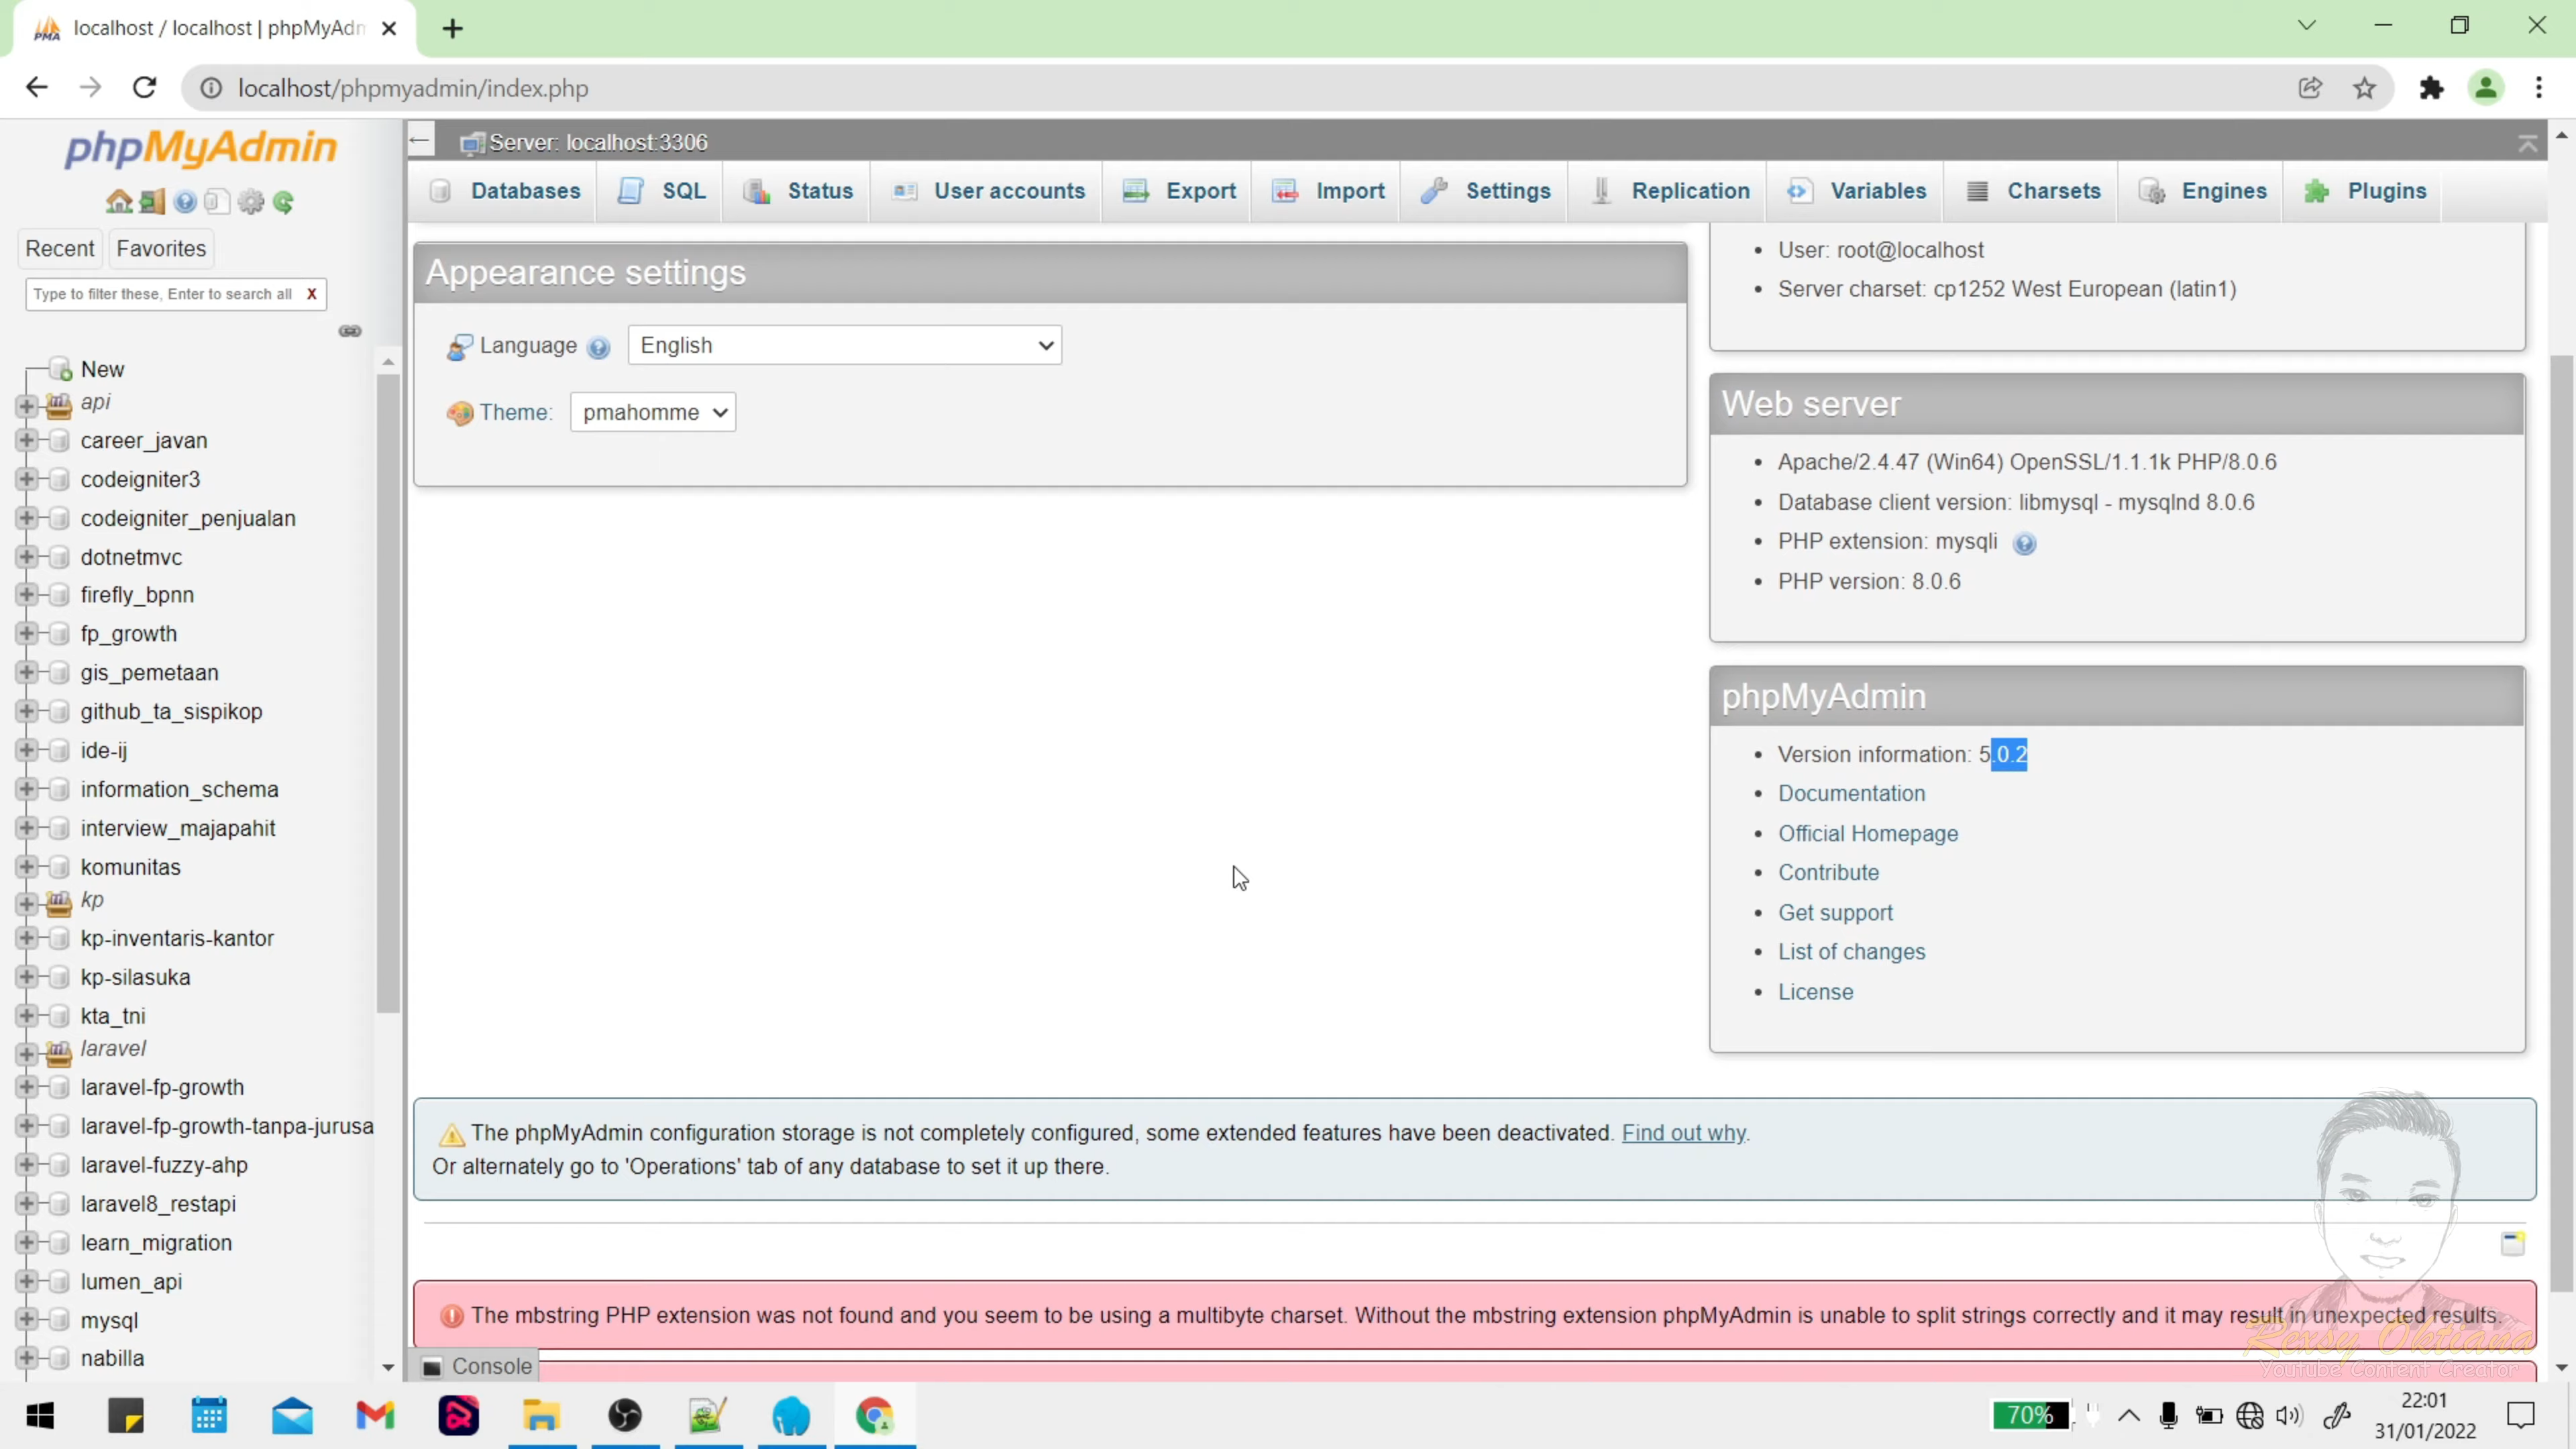 localhost / localhost | phpMyAdm
localhost/phpmyadmin/index.php
phpMyAdmin
Recent
Favorites
Type to filter these, Enter to search all X
New
api
career_javan
codeigniter3
codeigniter_penjualan
dotnetmvc
firefly_bpnn
fp_growth
gis_pemetaan
github_ta_sispikop
ide-ij
information_schema
interview_majapahit
komunitas
kp
kp-inventaris-kantor
kp-silasuka
kta_tni
laravel
laravel-fp-growth
laravel-fp-growth-tanpa-jurusa
laravel-fuzzy-ahp
laravel8_restapi
learn_migration
lumen_api
mysql
nabilla
Server: localhost:3306
Databases
SQL
Status
User accounts
Export
Import
Settings
Replication
Variables
Charsets
Engines
Plugins
Appearance settings
Language English
Theme: pmahomme
User: root@localhost
Server charset: cp1252 West European (latin1)
Web server
Apache/2.4.47 (Win64) OpenSSL/1.1.1k PHP/8.0.6
Database client version: libmysql - mysqlnd 8.0.6
PHP extension: mysqli
PHP version: 8.0.6
phpMyAdmin
Version information: 5.0.2
Documentation
Official Homepage
Contribute
Get support
List of changes
License
The phpMyAdmin configuration storage is not completely configured, some extended features have been deactivated. Find out why.
Or alternately go to 'Operations' tab of any database to set it up there.
The mbstring PHP extension was not found and you seem to be using a multibyte charset. Without the mbstring extension phpMyAdmin is unable to split strings correctly and it may result in unexpected results.
Rexsy Oktiana
Youtube Content Creator
Console
70%
22:01
31/01/2022